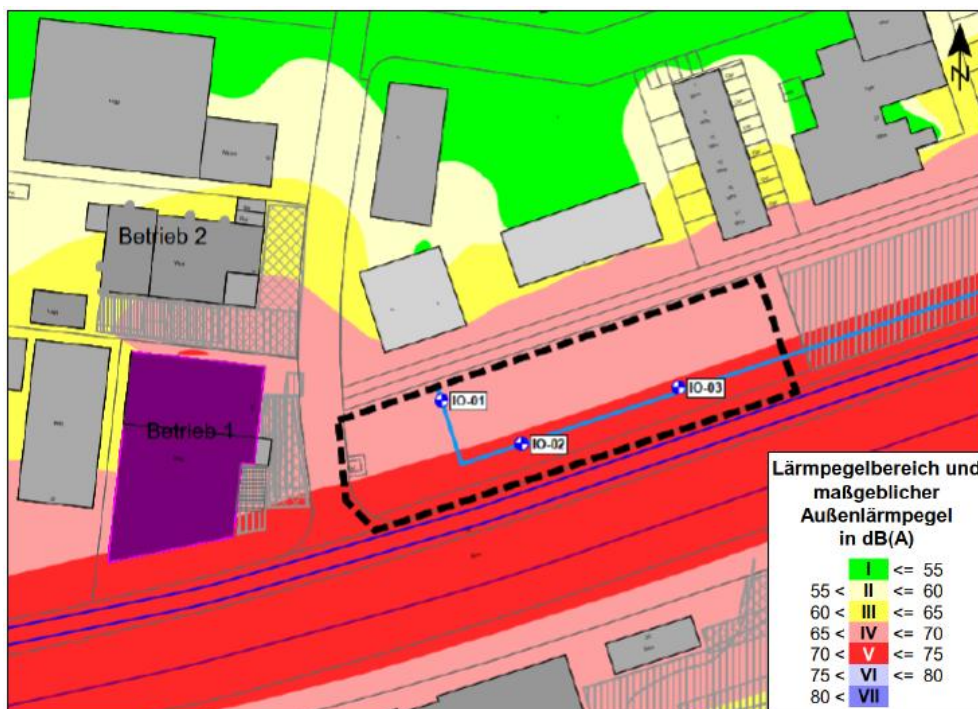 N
Betrieb 2
Betrieb 1
IO-01
IO-02
IO-03
Lärmpegelbereich und
maßgeblicher
Außenlärmpegel
in dB(A)
I <= 55
55 < II <= 60
60 < III <= 65
65 < IV <= 70
70 < V <= 75
75 < VI <= 80
80 < VII